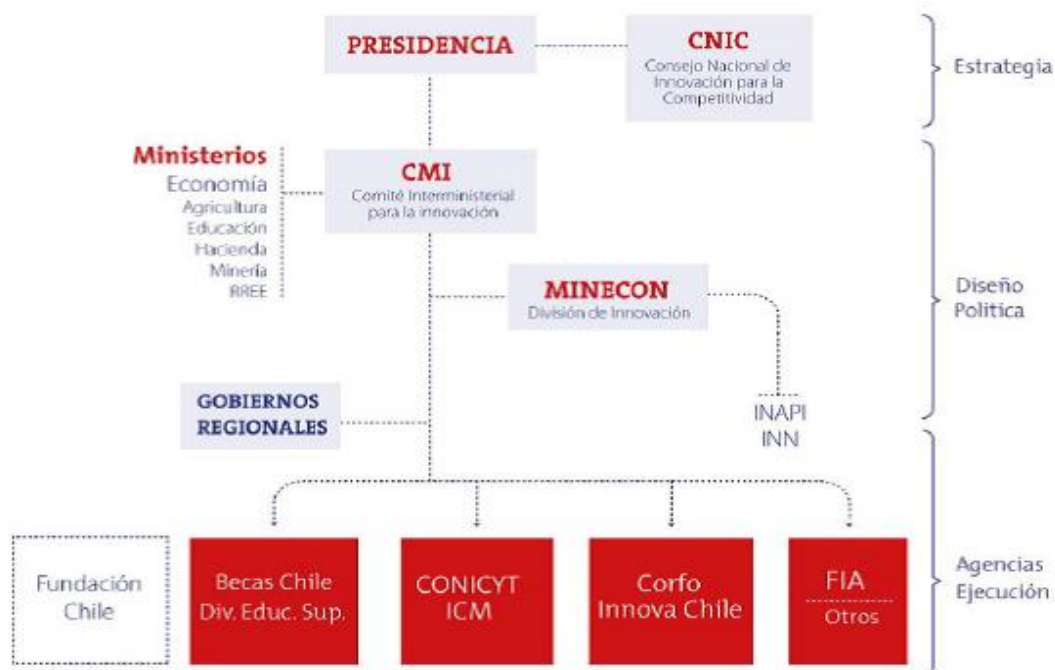 PRESIDENCIA
CNIC
Consejo Nacional de
Innovación para la
Competitividad
Estrategia
Ministerios
Economía
Agricultura
Educación
Hacienda
Minería
RREE
CMI
Comité Interministerial
para la innovación
MINECON
División de Innovación
Diseño
Politica
GOBIERNOS
REGIONALES
INAPI
INN
Fundación
Chile
Becas Chile
Div. Educ. Sup.
CONICYT
ICM
Corfo
Innova Chile
FIA
Otros
Agencias
Ejecución